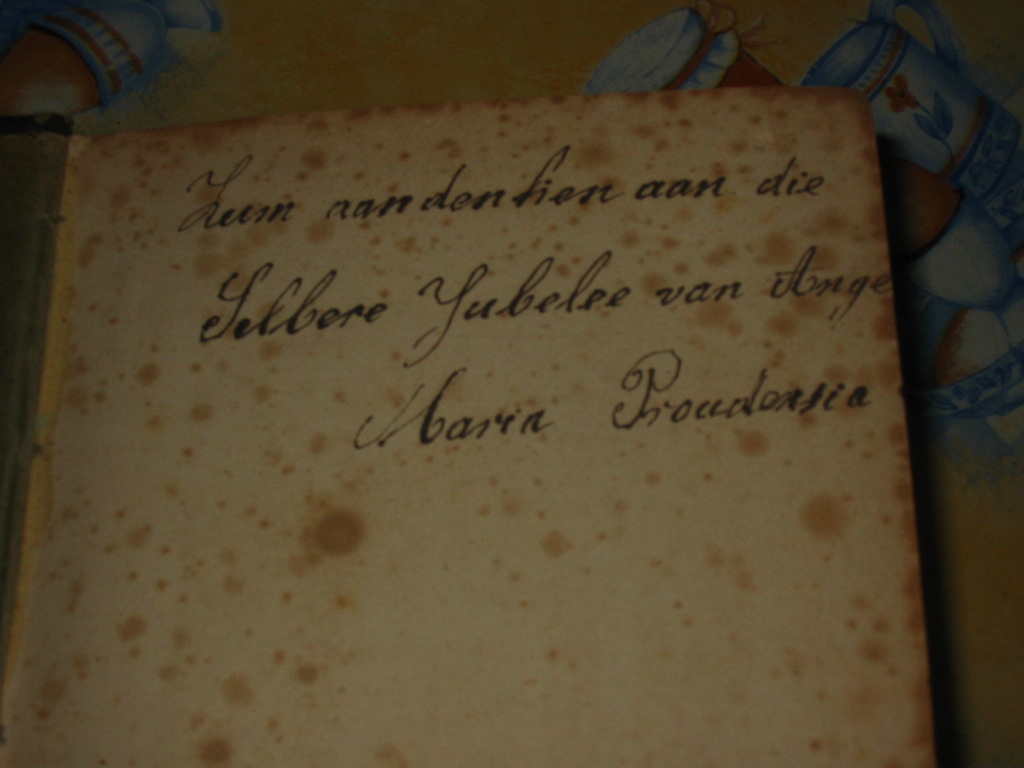 Zum aandenken aan die
Silbere Jubelee van Ange
Maria Proudensia